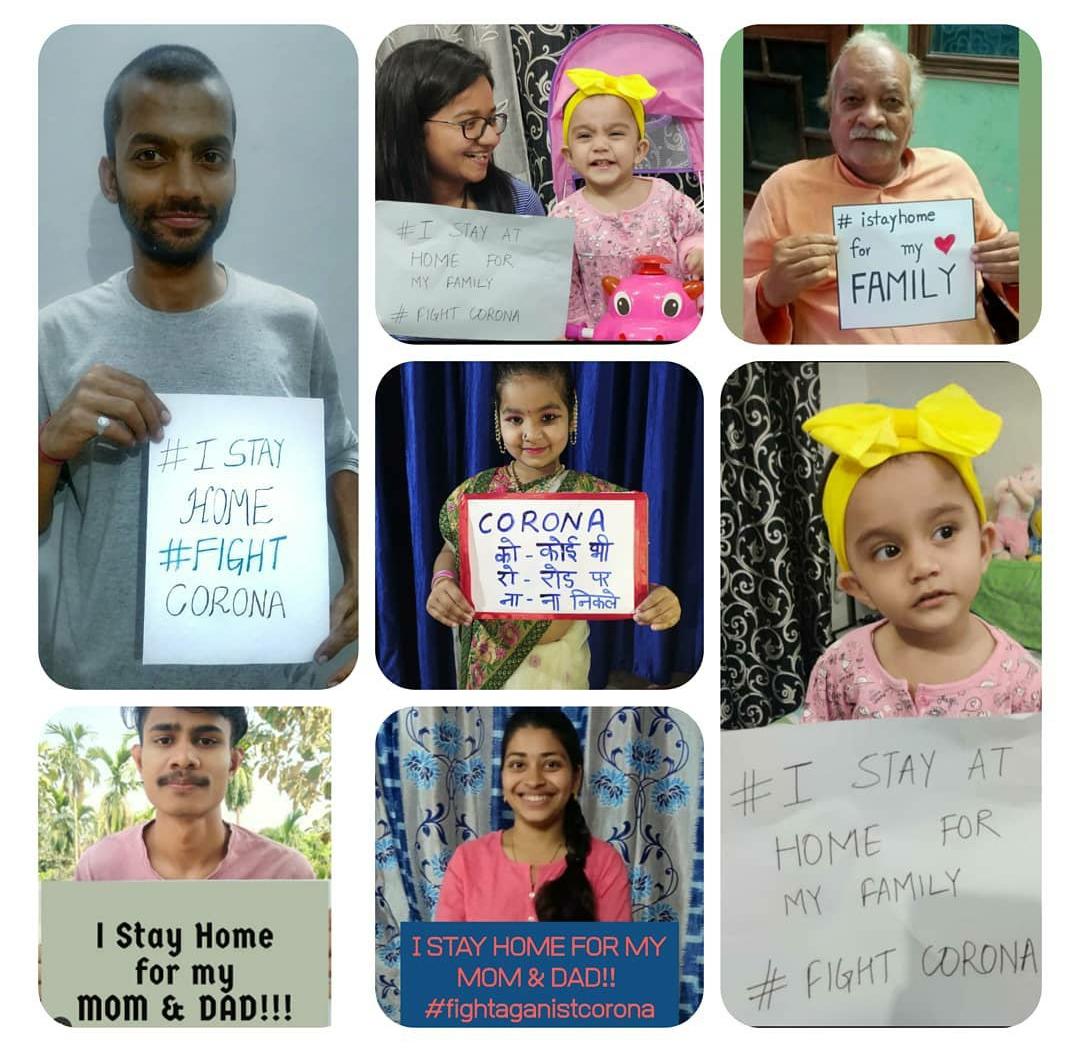 #I STAY
HOME
#FIGHT
CORONA
#I STAY AT
HOME FOR
MY FAMILY
# FIGHT CORONA
# istayhome
for my
FAMILY
CORONA
को - कोई भी
रो - रोड पर
ना - ना निकले
I Stay Home
for my
MOM & DAD!!!
I STAY HOME FOR MY
MOM & DAD!!
#fightaganistcorona
#I STAY AT
HOME FOR
MY FAMILY
# FIGHT CORONA